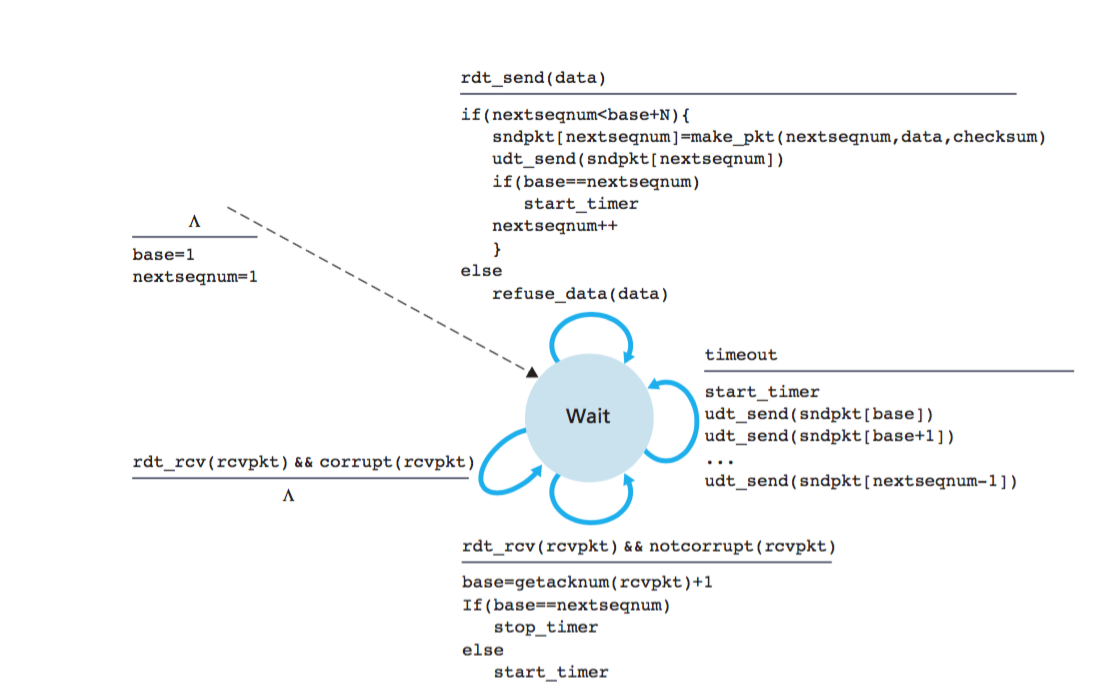 rdt_send(data)
if(nextseqnum<base+N){
sndpkt[nextseqnum]=make_pkt(nextseqnum,data,checksum)
udt_send(sndpkt[nextseqnum])
if(base==nextseqnum)
start_timer
nextseqnum++
}
else
refuse_data(data)
Λ
base=1
nextseqnum=1
Wait
timeout
start_timer
udt_send(sndpkt[base])
udt_send(sndpkt[base+1])
...
udt_send(sndpkt[nextseqnum-1])
rdt_rcv(rcvpkt) && corrupt(rcvpkt)
Λ
rdt_rcv(rcvpkt) && notcorrupt(rcvpkt)
base=getacknum(rcvpkt)+1
If(base==nextseqnum)
stop_timer
else
start_timer